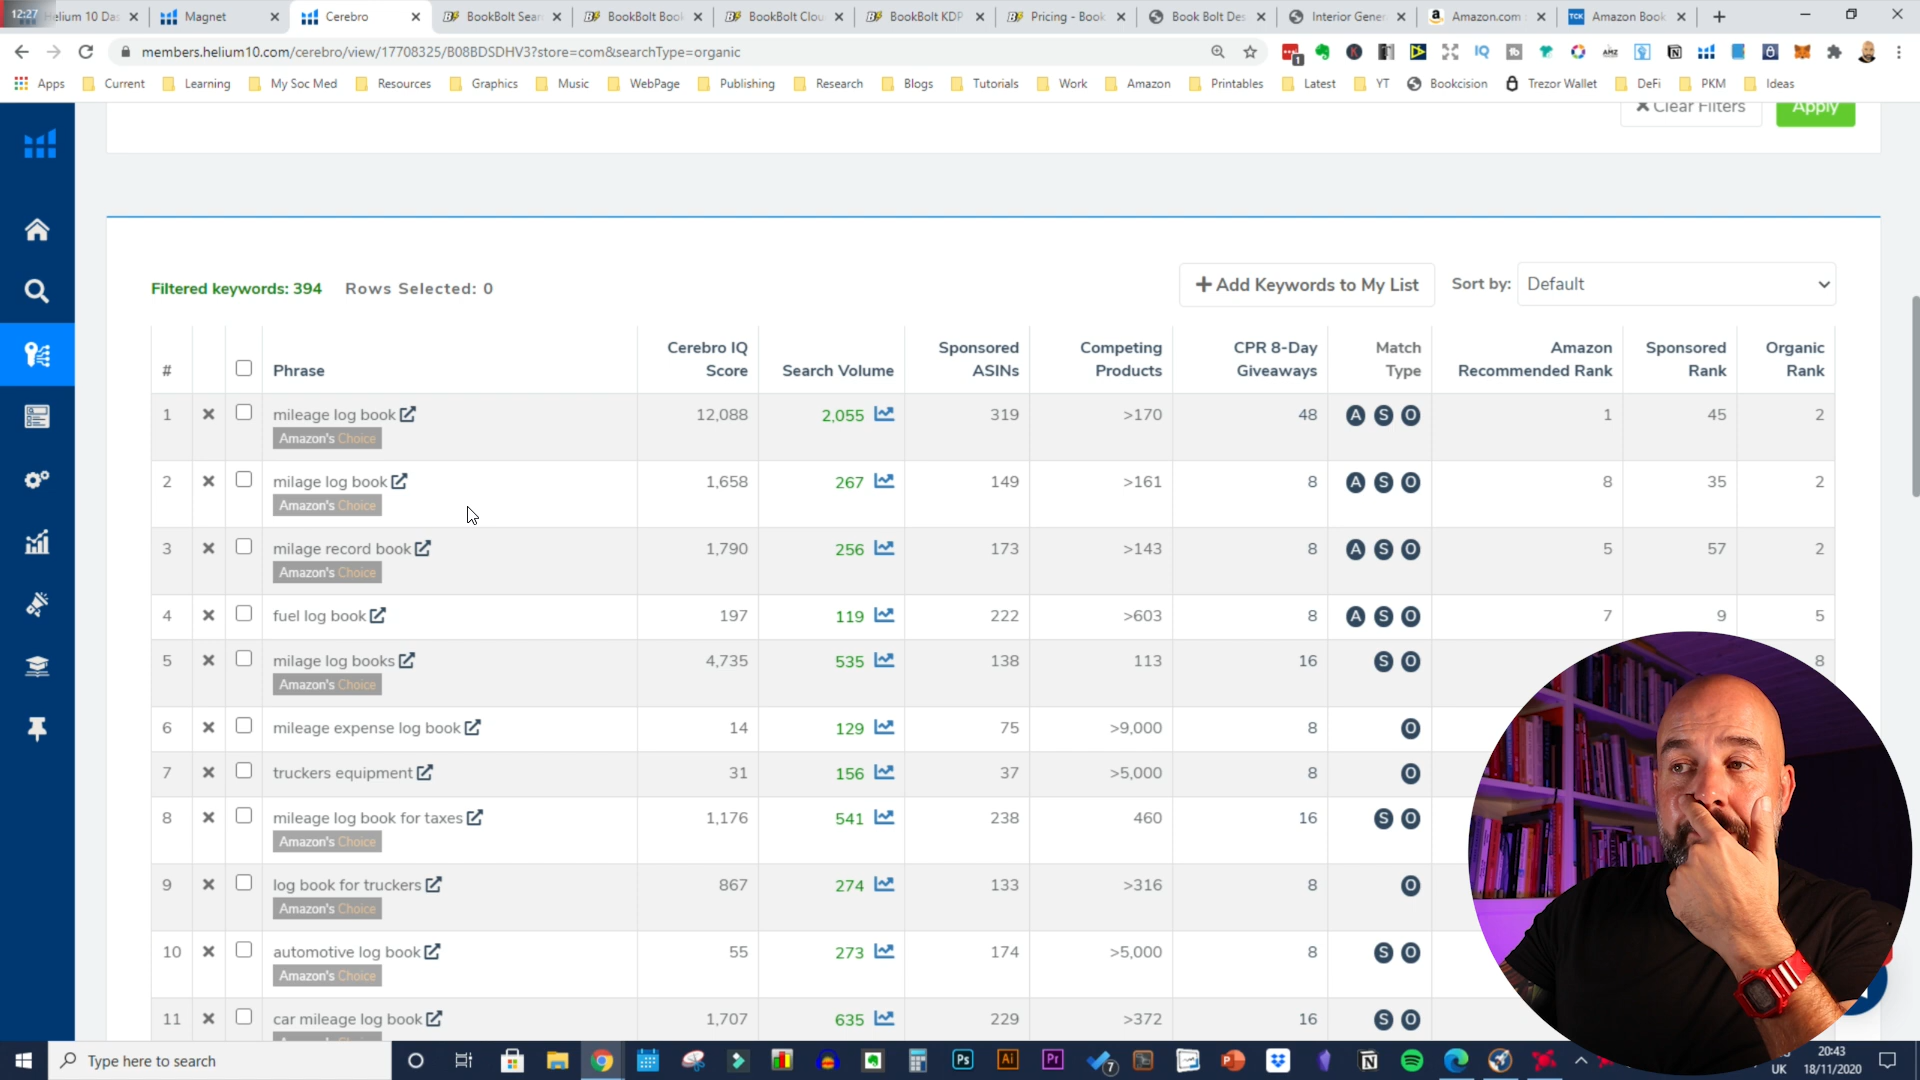 12:27 Helium 10 Das
Magnet
Cerebro
BookBolt Sear
BookBolt Boo
BookBolt Clou
BookBolt KDP
Pricing - Book
Book Bolt Des
Interior Gene
Amazon.com :
TCK Amazon Book
members.helium10.com/cerebro/view/17708325/B08BDSDHV3?store=com&searchType=organic
Apps Current Learning My Soc Med Resources Graphics Music WebPage Publishing Research Blogs Tutorials Work Amazon Printables Latest YT Bookcision Trezor Wallet DeFi PKM Ideas
Clear Filters Apply
Filtered keywords: 394 Rows Selected: 0 Add Keywords to My List Sort by: Default
# Phrase Cerebro IQ Score Search Volume Sponsored ASINs Competing Products CPR 8-Day Giveaways Match Type Amazon Recommended Rank Sponsored Rank Organic Rank
1 mileage log book 12,088 2,055 319 >170 48 A S O 1 45 2
Amazon's Choice
2 milage log book 1,658 267 149 >161 8 A S O 8 35 2
Amazon's Choice
3 milage record book 1,790 256 173 >143 8 A S O 5 57 2
Amazon's Choice
4 fuel log book 197 119 222 >603 8 A S O 7 9 5
5 milage log books 4,735 535 138 113 16 S O 8
Amazon's Choice
6 mileage expense log book 14 129 75 >9,000 8 O
7 truckers equipment 31 156 37 >5,000 8 O
8 mileage log book for taxes 1,176 541 238 460 16 S O
Amazon's Choice
9 log book for truckers 867 274 133 >316 8 O
Amazon's Choice
10 automotive log book 55 273 174 >5,000 8 S O
Amazon's Choice
11 car mileage log book 1,707 635 229 >372 16 S O
Type here to search
Ps Ai Pr 7
UK
20:43
18/11/2020